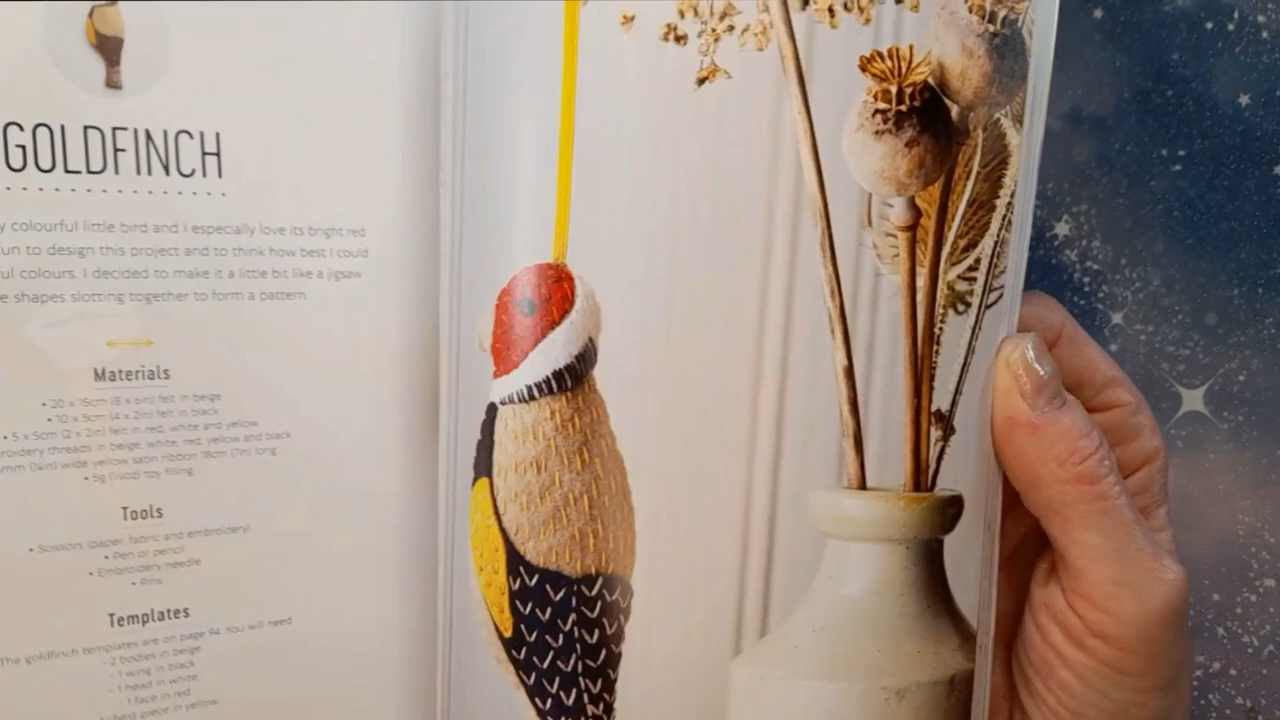 GOLDFINCH
y colourful little bird and I especially love its bright red
un to design this project and to think how best I could
ul colours. I decided to make it a little bit like a jigsaw
e shapes slotting together to form a pattern.
Materials
• 20 x 15cm (8 x 6in) felt in beige
• 10 x 5cm (4 x 2in) felt in black
• 5 x 5cm (2 x 2in) felt in red, white and yellow
roidery threads in beige, white, red, yellow and black
mm (¼in) wide yellow satin ribbon 18cm (7in) long
• 5g toy filling
Tools
• Scissors (paper, fabric and embroidery)
• Pen or pencil
• Embroidery needle
• Pins
Templates
The goldfinch templates are on page 94. You will need
- 2 bodies in beige
- 1 wing in black
- 1 head in white
1 face in red
chest piece in yellow